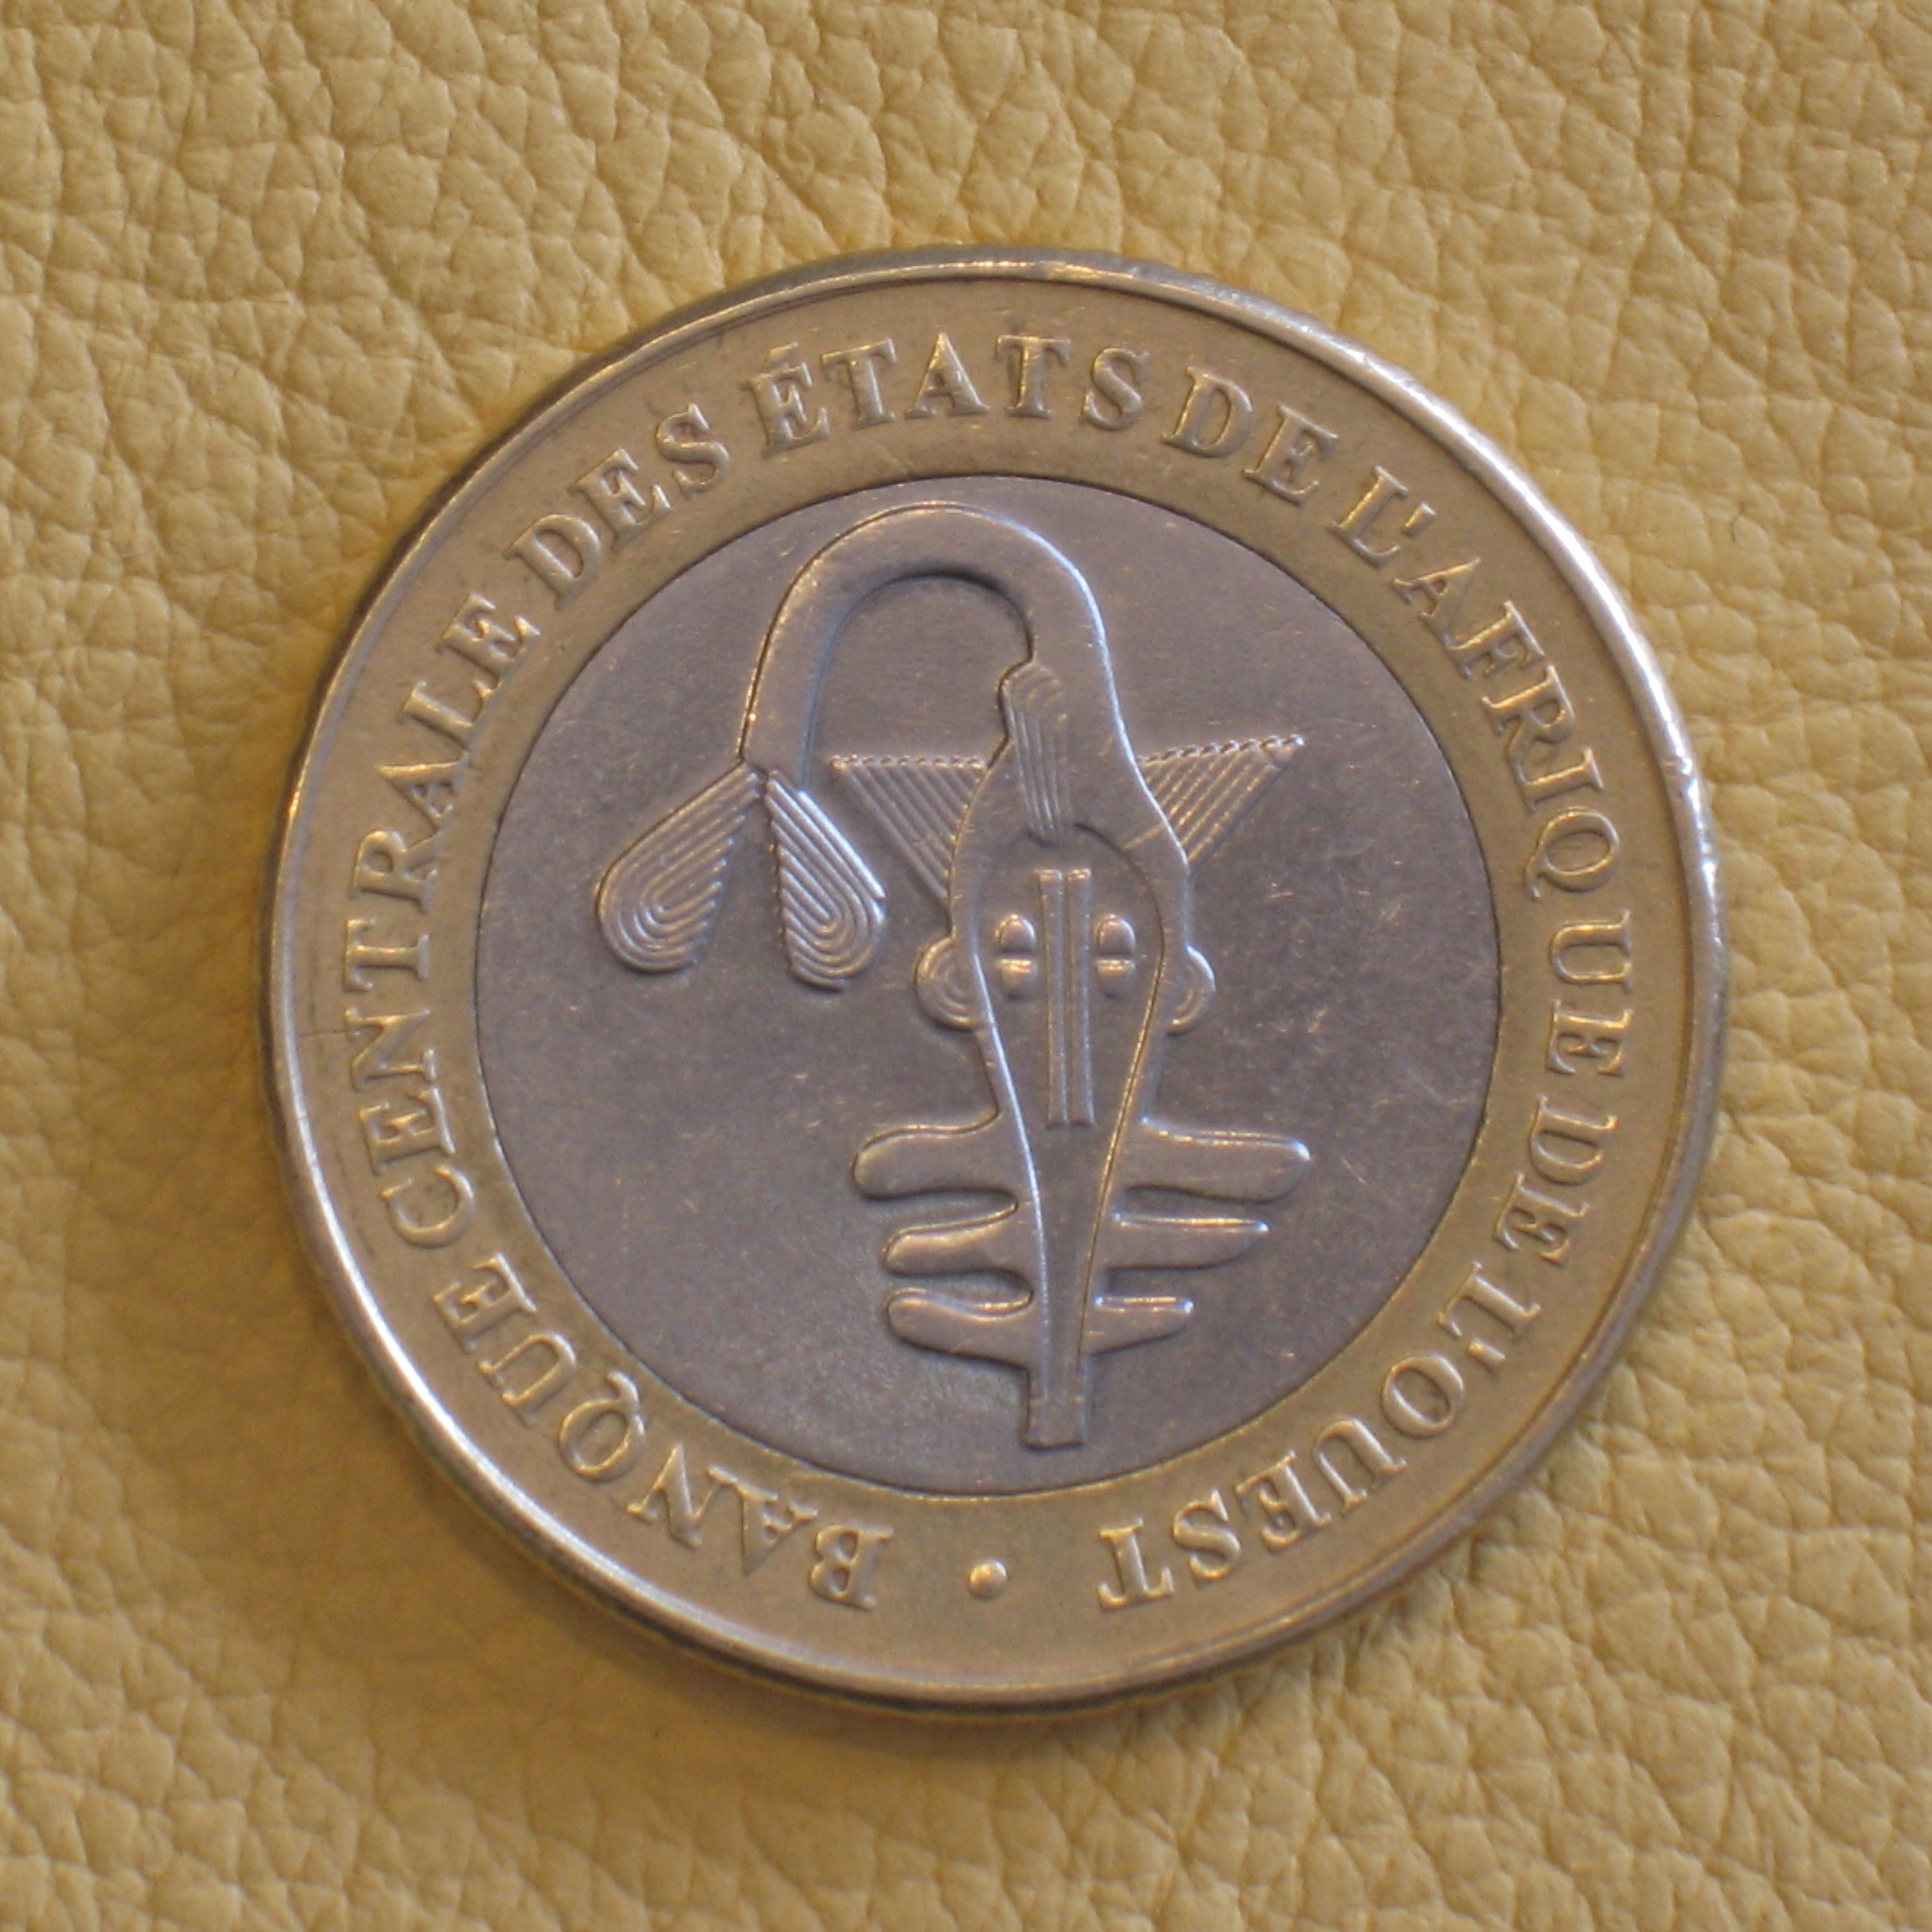 BANQUE CENTRALE DES ÉTATS DE L'AFRIQUE DE L'OUEST •